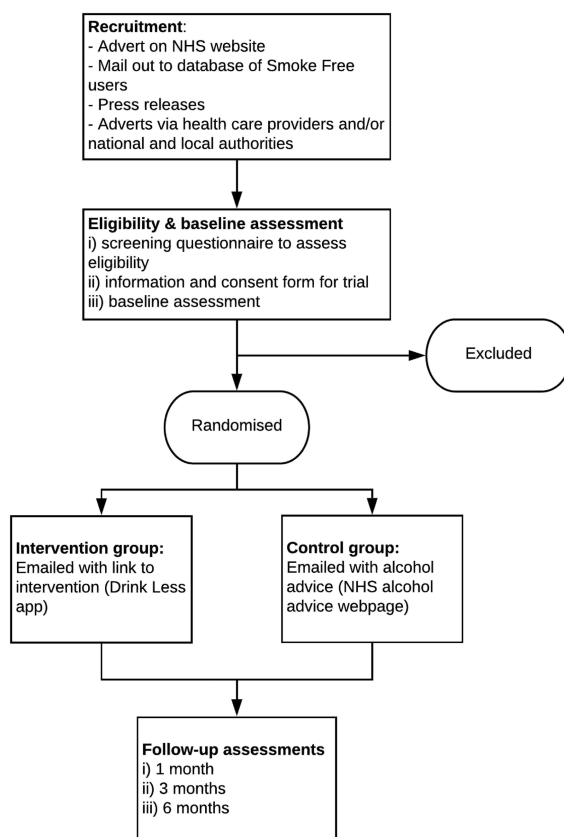 Recruitment:
- Advert on NHS website
- Mail out to database of Smoke Free
users
- Press releases
- Adverts via health care providers and/or
national and local authorities
Eligibility & baseline assessment
i) screening questionnaire to assess
eligibility
ii) information and consent form for trial
iii) baseline assessment
Excluded
Randomised
Intervention group:
Emailed with link to
intervention (Drink Less
app)
Control group:
Emailed with alcohol
advice (NHS alcohol
advice webpage)
Follow-up assessments
i) 1 month
ii) 3 months
iii) 6 months